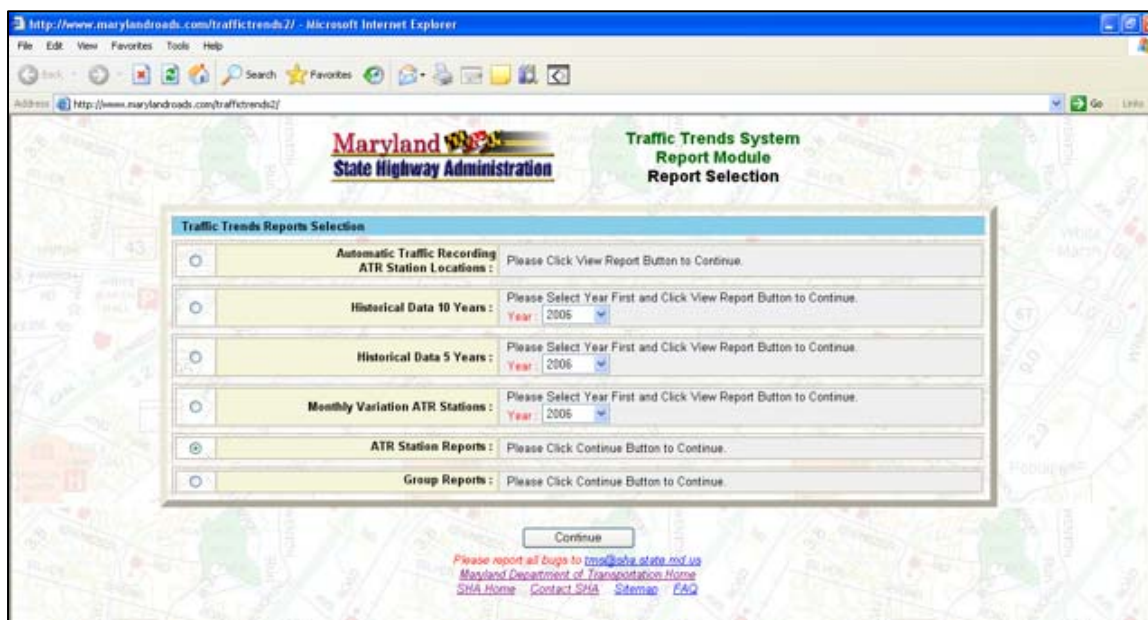 http://www.marylandroads.com/traffictrends2/ - Microsoft Internet Explorer
File Edit View Favorites Tools Help
Back Search Favorites
Address http://www.marylandroads.com/traffictrends2/ Go Links
Maryland
State Highway Administration
Traffic Trends System
Report Module
Report Selection
Traffic Trends Reports Selection
Automatic Traffic Recording
ATR Station Locations :
Please Click View Report Button to Continue.
Historical Data 10 Years :
Please Select Year First and Click View Report Button to Continue.
Year : 2006
Historical Data 5 Years :
Please Select Year First and Click View Report Button to Continue.
Year : 2006
Monthly Variation ATR Stations :
Please Select Year First and Click View Report Button to Continue.
Year : 2006
ATR Station Reports : Please Click Continue Button to Continue.
Group Reports : Please Click Continue Button to Continue.
Continue
Please report all bugs to tms@sha.state.md.us
Maryland Department of Transportation Home
SHA Home Contact SHA Sitemap FAQ
43
White
Marsh